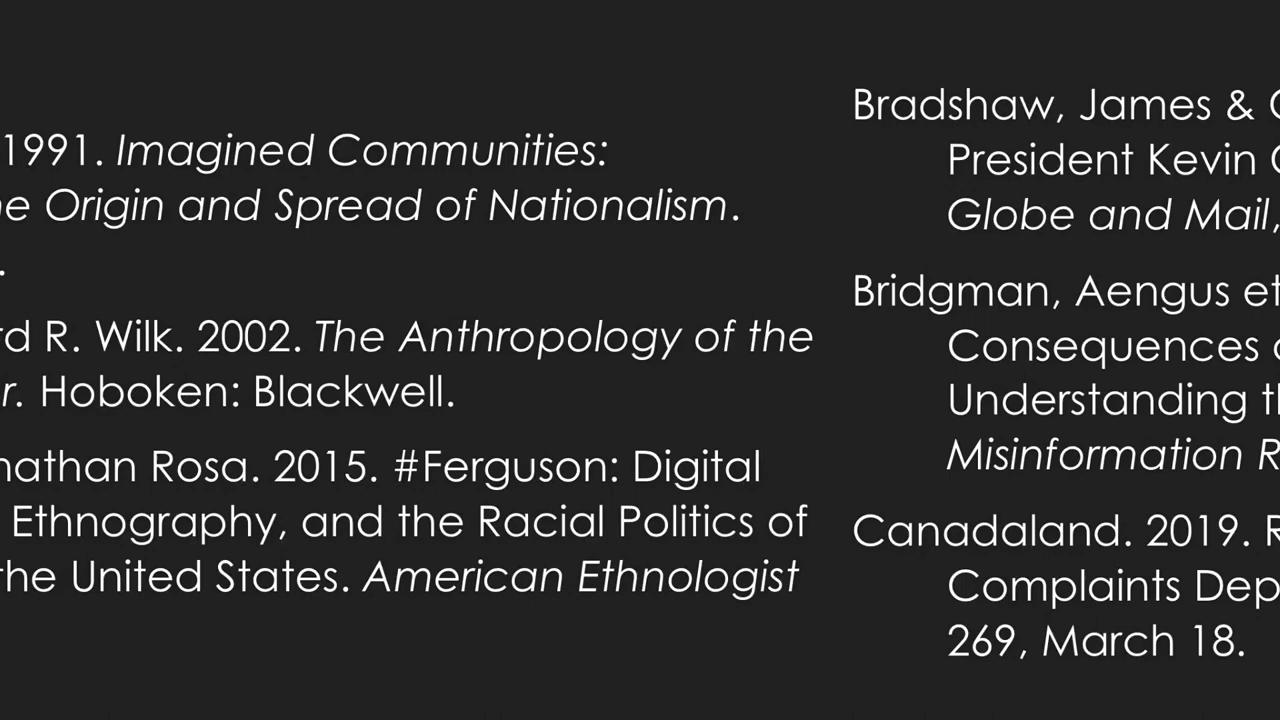 1991. Imagined Communities:
Origin and Spread of Nationalism.
.
R. Wilk. 2002. The Anthropology of the
r. Hoboken: Blackwell.
nathan Rosa. 2015. #Ferguson: Digital
Ethnography, and the Racial Politics of
the United States. American Ethnologist
Bradshaw, James &
President Kevin
Globe and Mail,
Bridgman, Aengus et
Consequences
Understanding
Misinformation R
Canadaland. 2019. R
Complaints Dep
269, March 18.